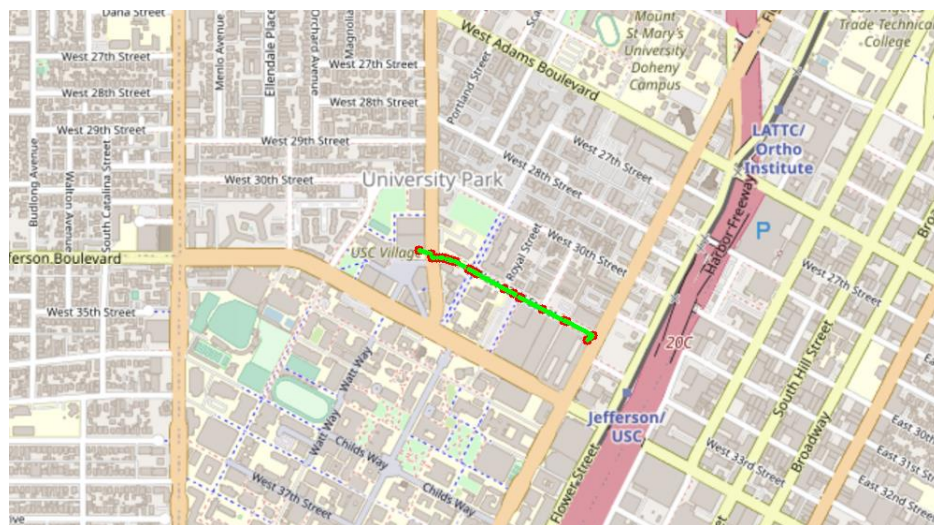 Dana Street
West 27th Street
West 28th Street
West 29th Street
West 30th Street
Budlong Avenue
Walton Avenue
South Catalina Street
Menlo Avenue
Ellendale Place
Orchard Avenue
Magnolia
West 27th Street
West 28th Street
West 29th Street
University Park
USC Village
ferson Boulevard
West 35th Street
Portland Street
West Adams Boulevard
Mount
St Mary's
University
Doheny
Campus
Trade Technical
College
LATTC/
Ortho
Institute
West 27th Street
West 28th Street
West 30th Street
Royal Street
Harbor Freeway
P
West 27th Street
20C
South Hill Street
Broadway
Bro
Jefferson/
USC
Flower Street
West 33rd Street
East 30th
East 31st
East 32nd
Watt Way
Watt Way
Childs Way
Childs Way
West 37th Street
ve